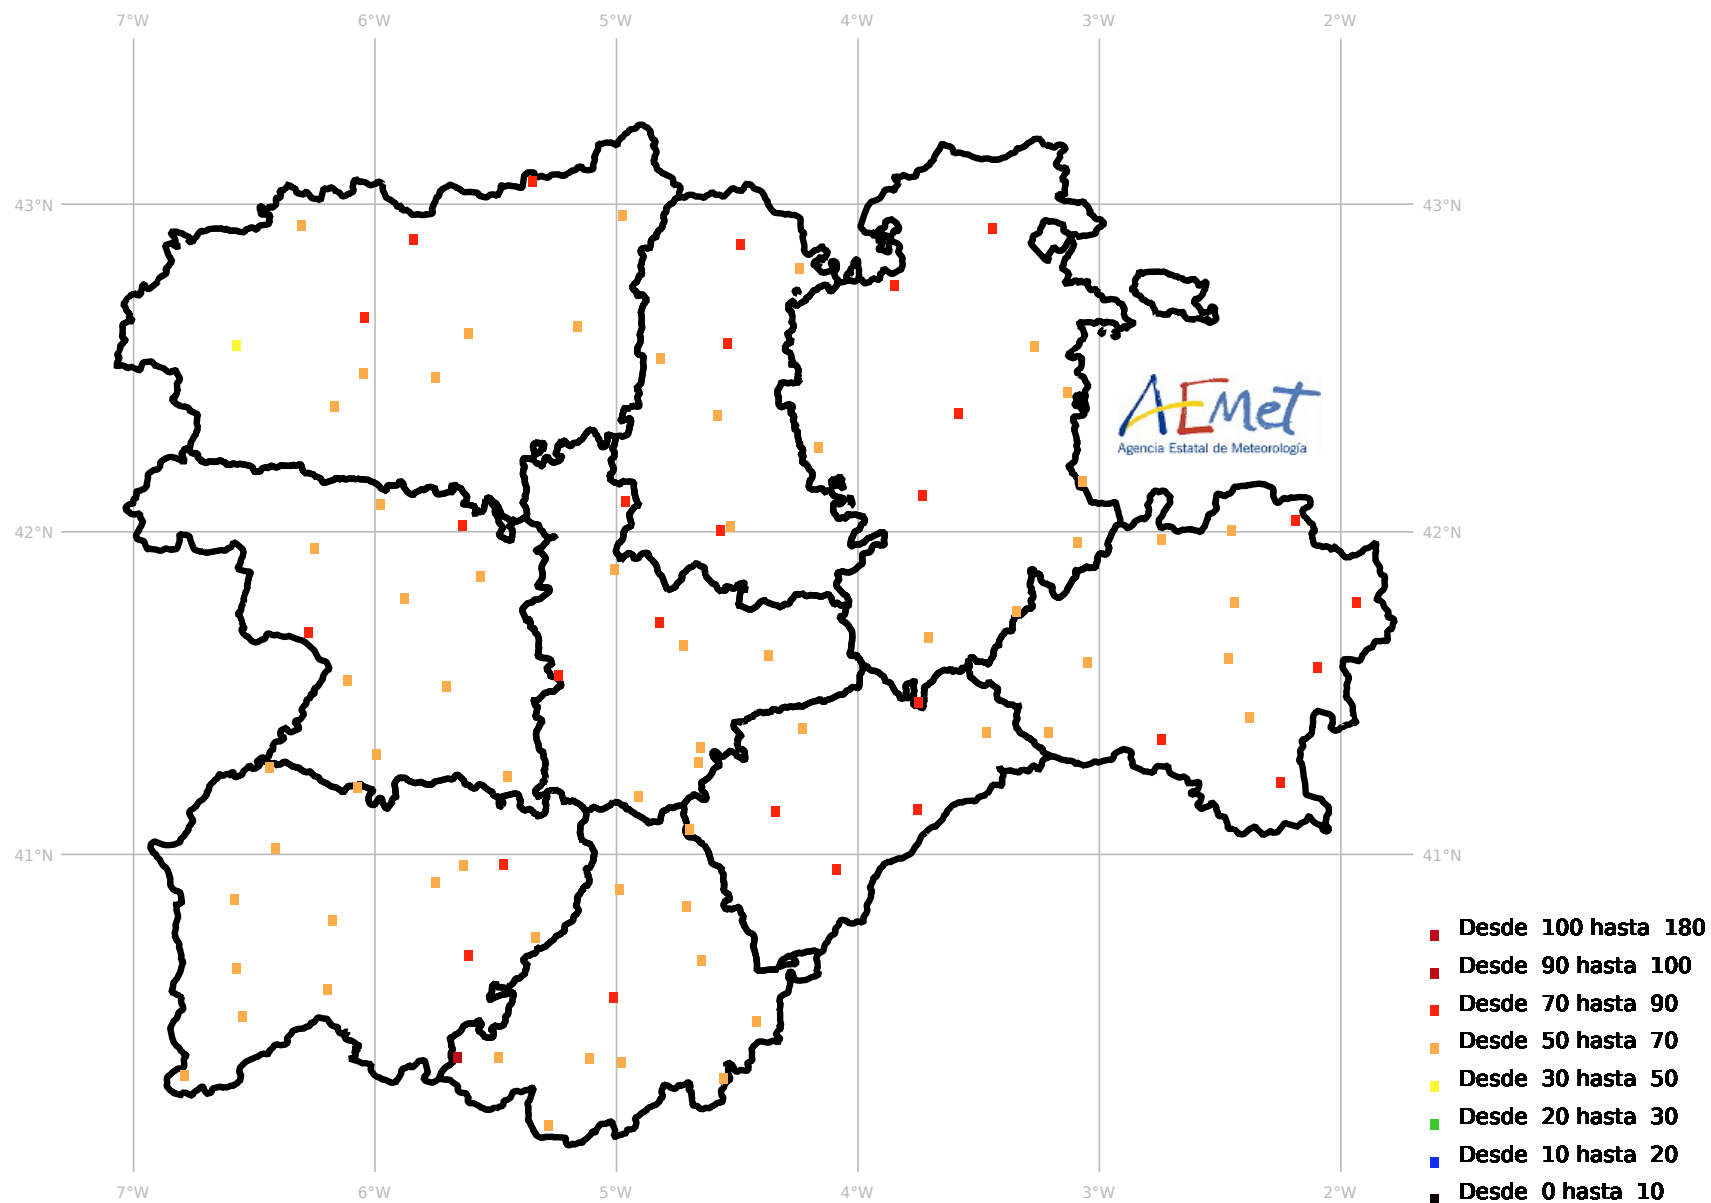 7°W 6°W 5°W 4°W 3°W 2°W
43°N 43°N
AEMet
Agencia Estatal de Meteorología
42°N 42°N
41°N 41°N
Desde 100 hasta 180
Desde 90 hasta 100
Desde 70 hasta 90
Desde 50 hasta 70
Desde 30 hasta 50
Desde 20 hasta 30
Desde 10 hasta 20
Desde 0 hasta 10
7°W 6°W 5°W 4°W 3°W 2°W